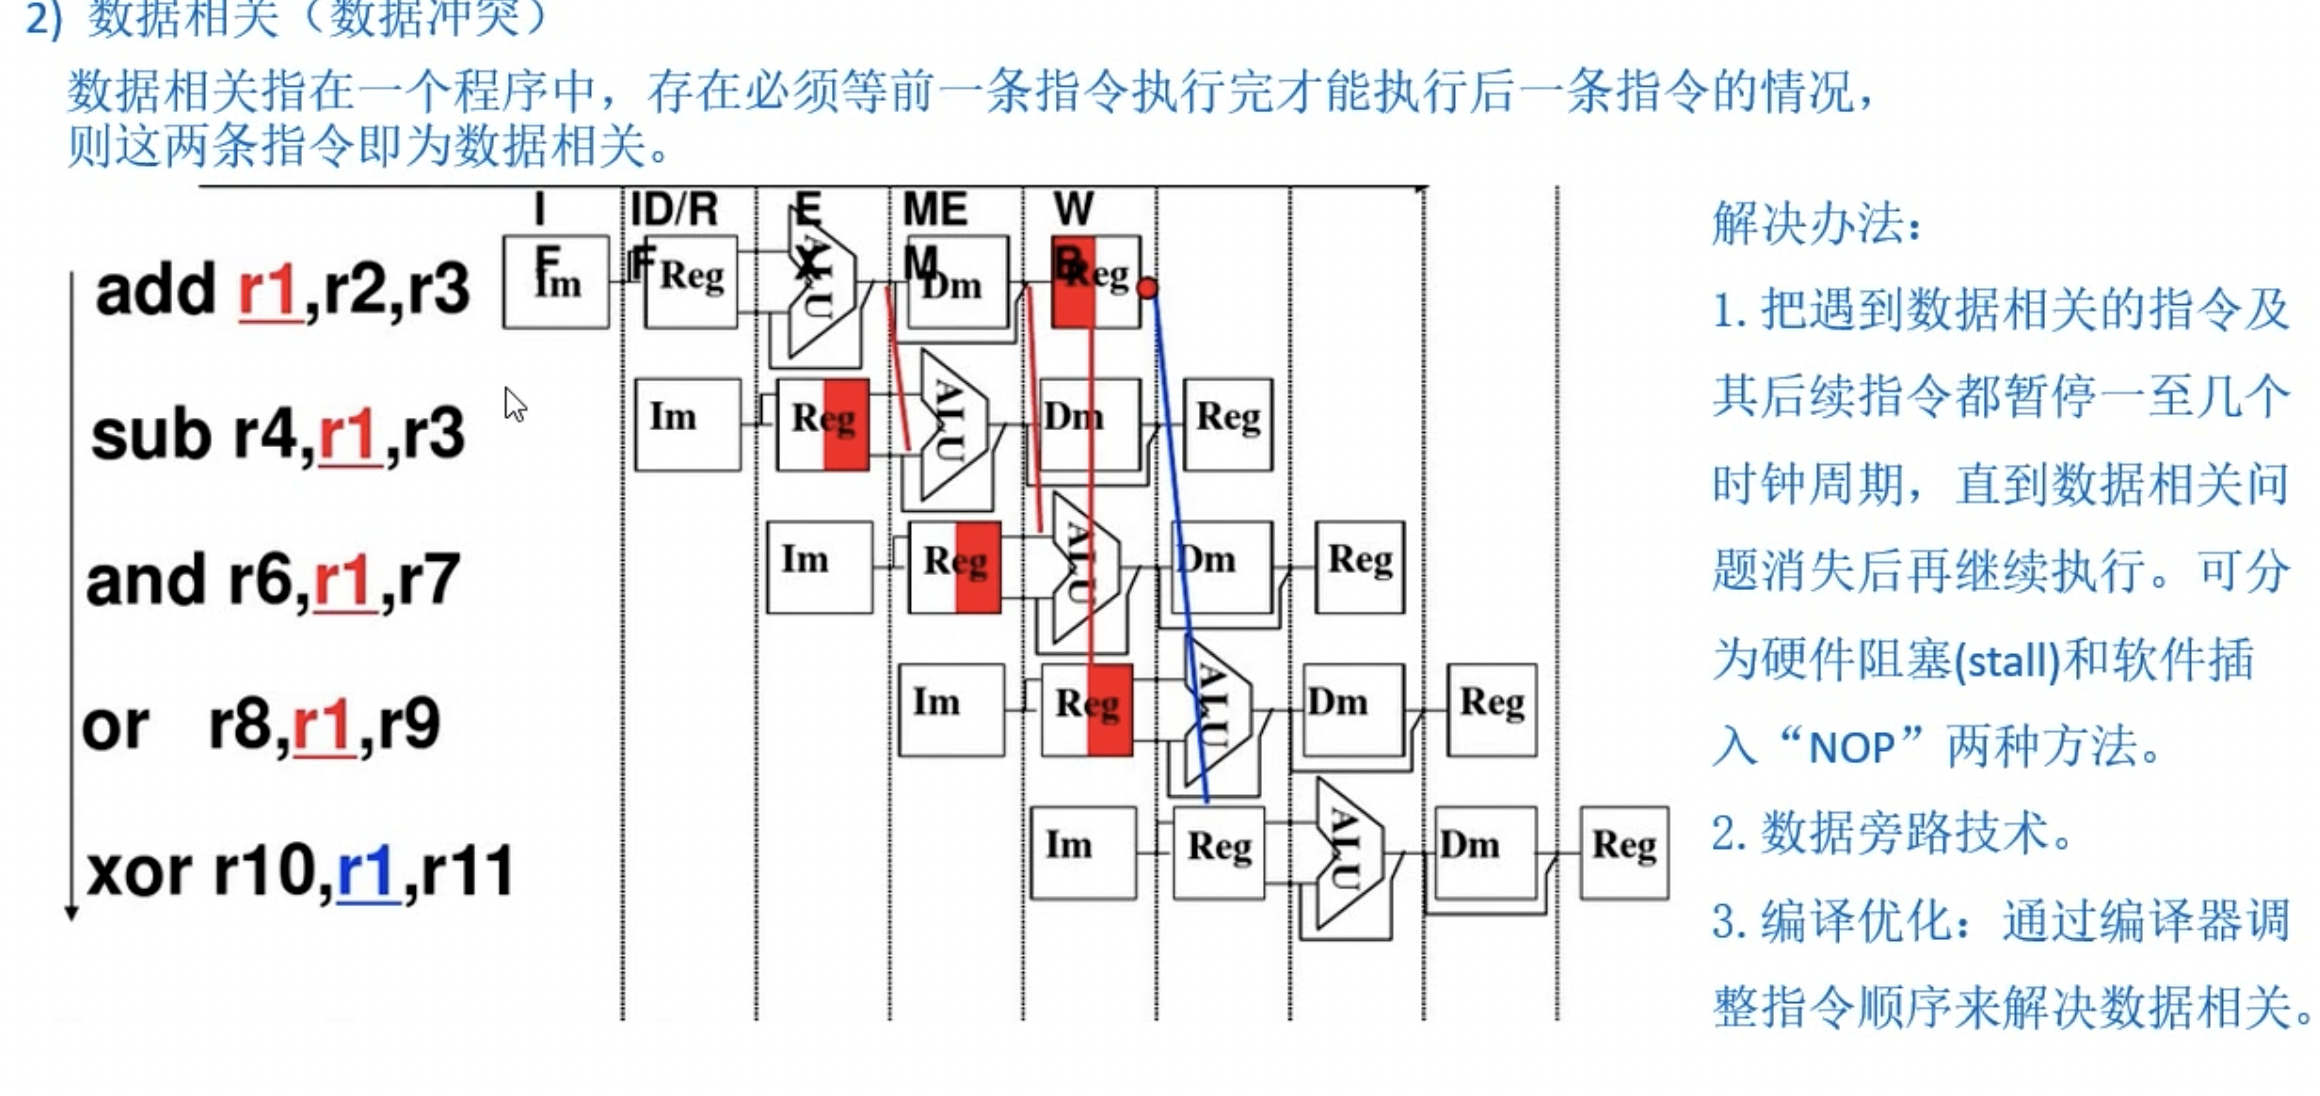 2) 数据相关（数据冲突）
数据相关指在一个程序中，存在必须等前一条指令执行完才能执行后一条指令的情况，
则这两条指令即为数据相关。
IF ID/RF EX MEM WB
add r1,r2,r3 Im Reg ALU Dm Reg
sub r4,r1,r3 Im Reg ALU Dm Reg
and r6,r1,r7 Im Reg ALU Dm Reg
or r8,r1,r9 Im Reg ALU Dm Reg
xor r10,r1,r11 Im Reg ALU Dm Reg
解决办法：
1. 把遇到数据相关的指令及
其后续指令都暂停一至几个
时钟周期，直到数据相关问
题消失后再继续执行。可分
为硬件阻塞(stall)和软件插
入“NOP”两种方法。
2. 数据旁路技术。
3. 编译优化：通过编译器调
整指令顺序来解决数据相关。